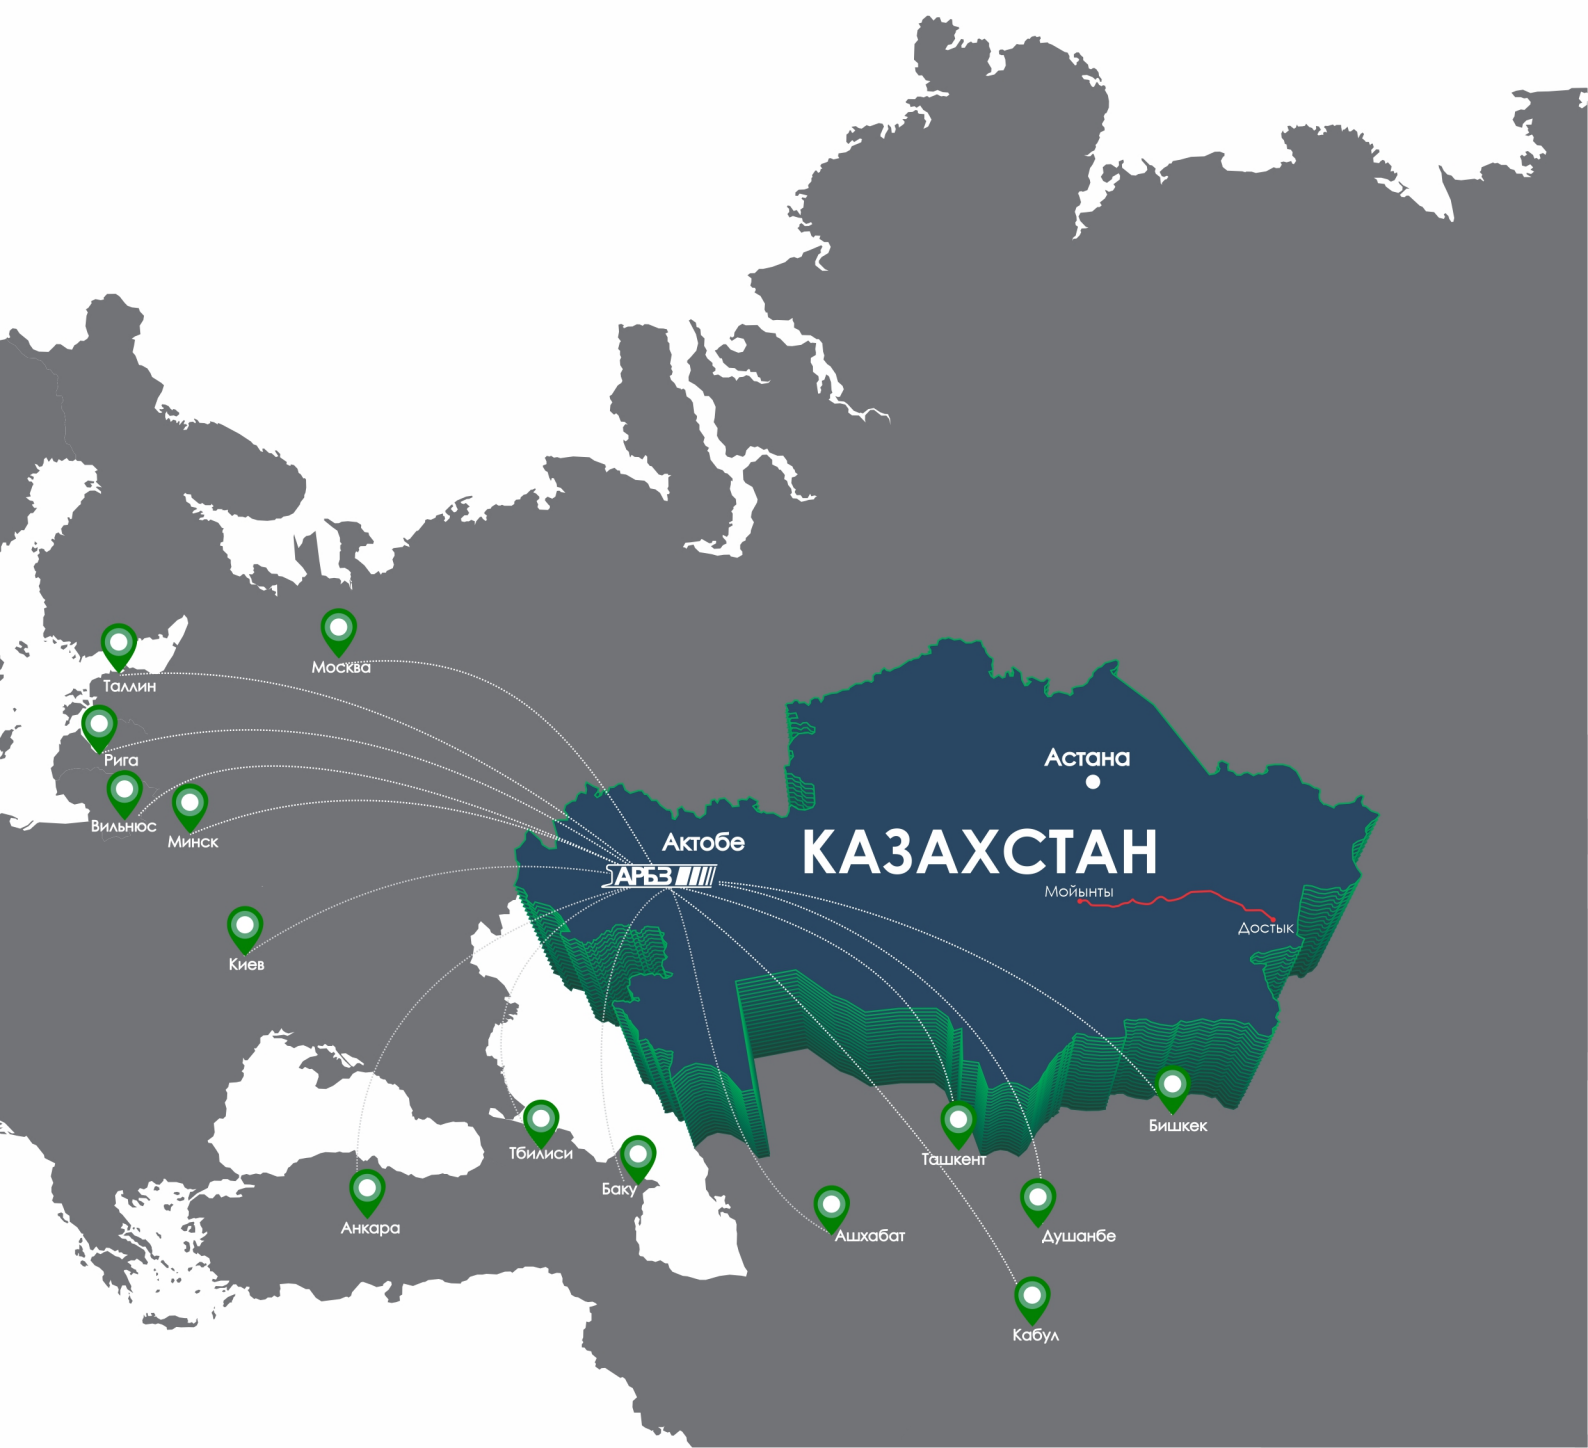 Москва
Таллин
Рига
Вильнюс
Минск
Астана
Актобе
КАЗАХСТАН
АРБЗ
Мойынты
Достык
Киев
Бишкек
Тбилиси
Ташкент
Баку
Анкара
Ашхабат
Душанбе
Кабул